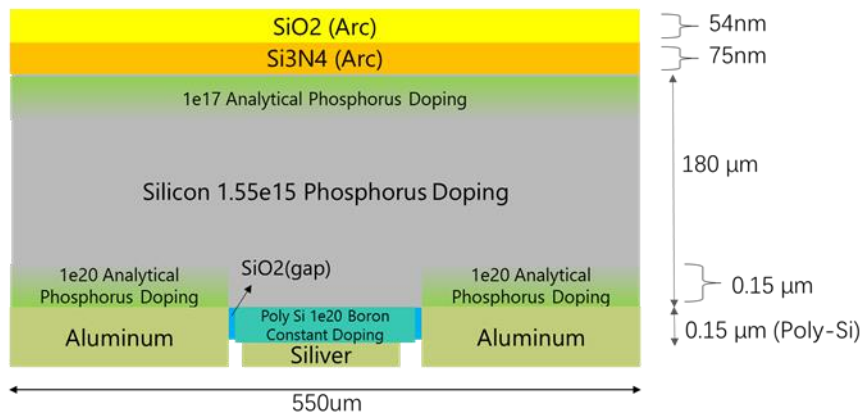 SiO2 (Arc)
54nm
Si3N4 (Arc)
75nm
1e17 Analytical Phosphorus Doping
180 μm
Silicon 1.55e15 Phosphorus Doping
SiO2(gap)
1e20 Analytical
Phosphorus Doping
1e20 Analytical
Phosphorus Doping
0.15 μm
Aluminum
Poly Si 1e20 Boron
Constant Doping
Aluminum
0.15 μm (Poly-Si)
Siliver
550um